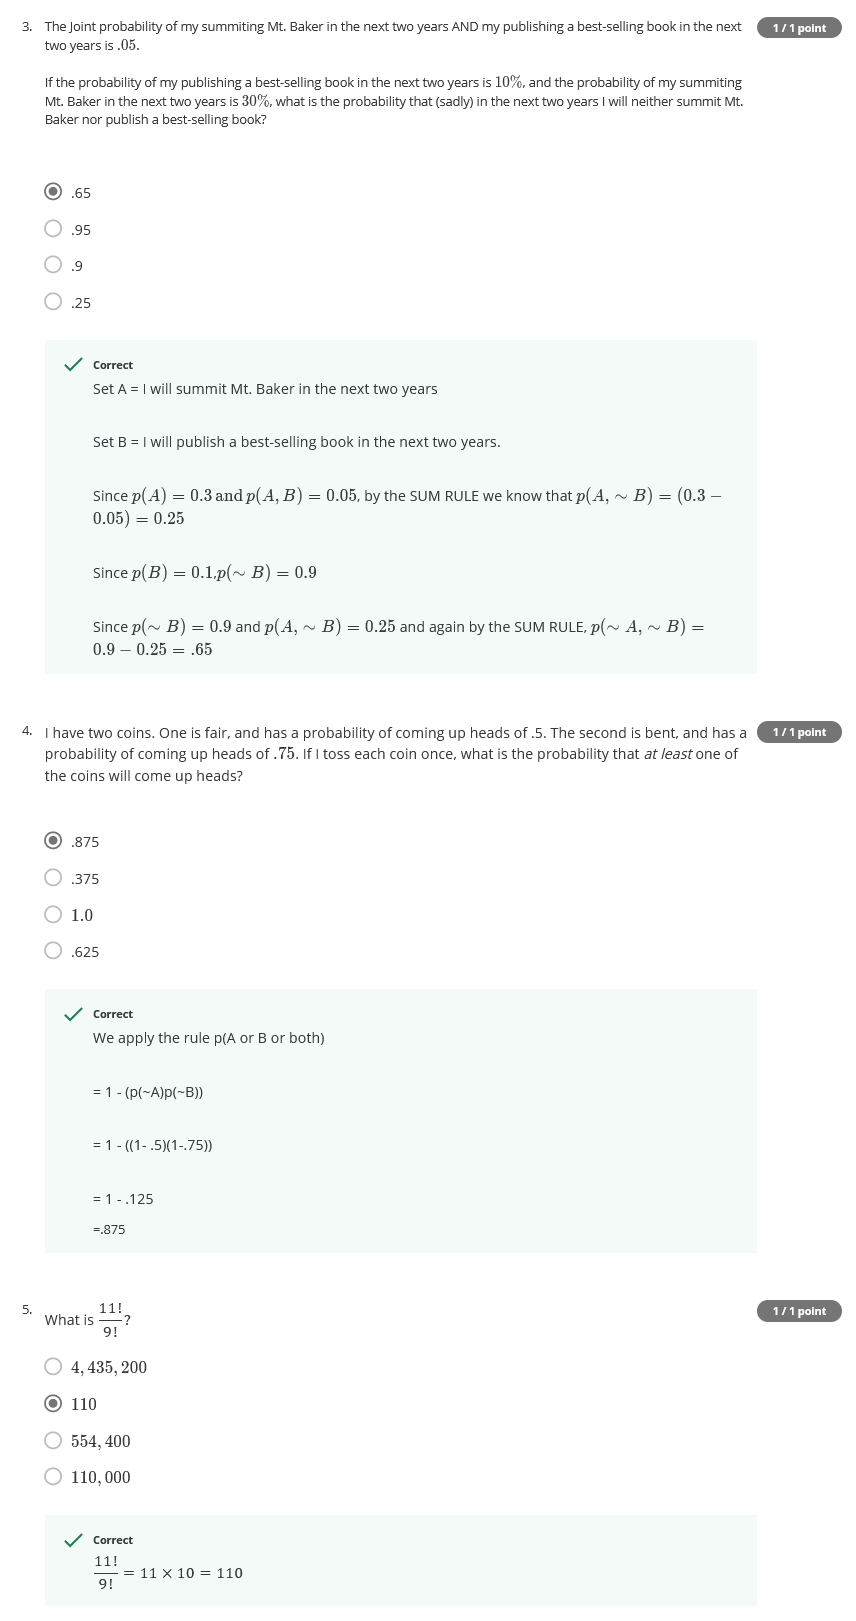 3. The Joint probability of my summiting Mt. Baker in the next two years AND my publishing a best-selling book in the next
two years is .05.
1 / 1 point
If the probability of my publishing a best-selling book in the next two years is 10%, and the probability of my summiting
Mt. Baker in the next two years is 30%, what is the probability that (sadly) in the next two years I will neither summit Mt.
Baker nor publish a best-selling book?
.65
.95
.9
.25
Correct
Set A = I will summit Mt. Baker in the next two years
Set B = I will publish a best-selling book in the next two years.
Since p(A) = 0.3 and p(A, B) = 0.05, by the SUM RULE we know that p(A, ∼ B) = (0.3 −
0.05) = 0.25
Since p(B) = 0.1,p(∼ B) = 0.9
Since p(∼ B) = 0.9 and p(A, ∼ B) = 0.25 and again by the SUM RULE, p(∼ A, ∼ B) =
0.9 − 0.25 = .65
4. I have two coins. One is fair, and has a probability of coming up heads of .5. The second is bent, and has a
probability of coming up heads of .75. If I toss each coin once, what is the probability that at least one of
the coins will come up heads?
1 / 1 point
.875
.375
1.0
.625
Correct
We apply the rule p(A or B or both)
= 1 - (p(~A)p(~B))
= 1 - ((1- .5)(1-.75))
= 1 - .125
=.875
5. What is 11!/9!?
1 / 1 point
4, 435, 200
110
554, 400
110, 000
Correct
11!/9! = 11 × 10 = 110